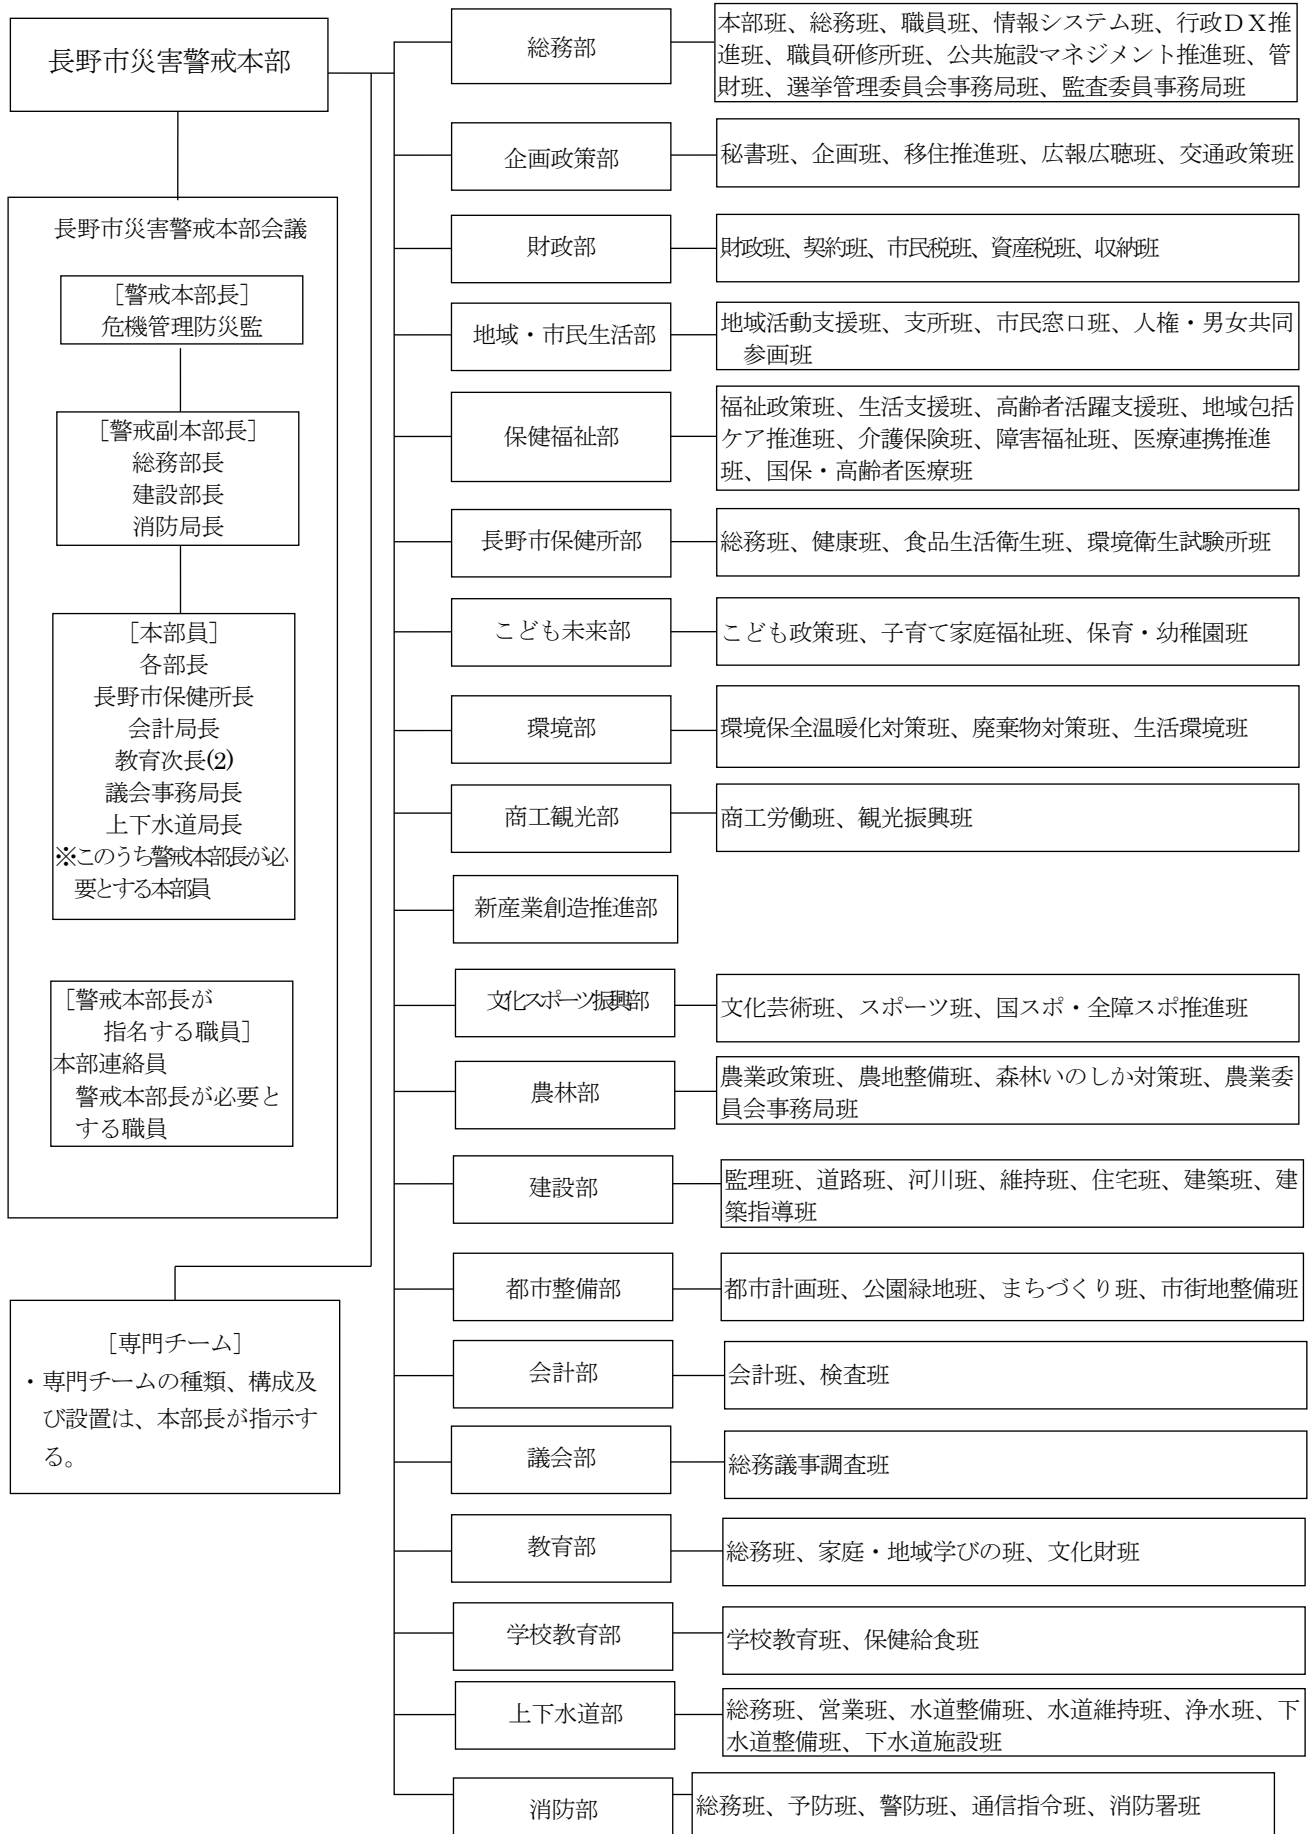 長野市災害警戒本部
長野市災害警戒本部会議
［警戒本部長］
危機管理防災監
［警戒副本部長］
総務部長
建設部長
消防局長
［本部員］
各部長
長野市保健所長
会計局長
教育次長(2)
議会事務局長
上下水道局長
※このうち警戒本部長が必
要とする本部員
［警戒本部長が
指名する職員］
本部連絡員
警戒本部長が必要と
する職員
［専門チーム］
・専門チームの種類、構成及
び設置は、本部長が指示す
る。
総務部
本部班、総務班、職員班、情報システム班、行政ＤＸ推
進班、職員研修所班、公共施設マネジメント推進班、管
財班、選挙管理委員会事務局班、監査委員事務局班
企画政策部
秘書班、企画班、移住推進班、広報広聴班、交通政策班
財政部
財政班、契約班、市民税班、資産税班、収納班
地域・市民生活部
地域活動支援班、支所班、市民窓口班、人権・男女共同
参画班
保健福祉部
福祉政策班、生活支援班、高齢者活躍支援班、地域包括
ケア推進班、介護保険班、障害福祉班、医療連携推進
班、国保・高齢者医療班
長野市保健所部
総務班、健康班、食品生活衛生班、環境衛生試験所班
こども未来部
こども政策班、子育て家庭福祉班、保育・幼稚園班
環境部
環境保全温暖化対策班、廃棄物対策班、生活環境班
商工観光部
商工労働班、観光振興班
新産業創造推進部
文化スポーツ振興部
文化芸術班、スポーツ班、国スポ・全障スポ推進班
農林部
農業政策班、農地整備班、森林いのしか対策班、農業委
員会事務局班
建設部
監理班、道路班、河川班、維持班、住宅班、建築班、建
築指導班
都市整備部
都市計画班、公園緑地班、まちづくり班、市街地整備班
会計部
会計班、検査班
議会部
総務議事調査班
教育部
総務班、家庭・地域学びの班、文化財班
学校教育部
学校教育班、保健給食班
上下水道部
総務班、営業班、水道整備班、水道維持班、浄水班、下
水道整備班、下水道施設班
消防部
総務班、予防班、警防班、通信指令班、消防署班